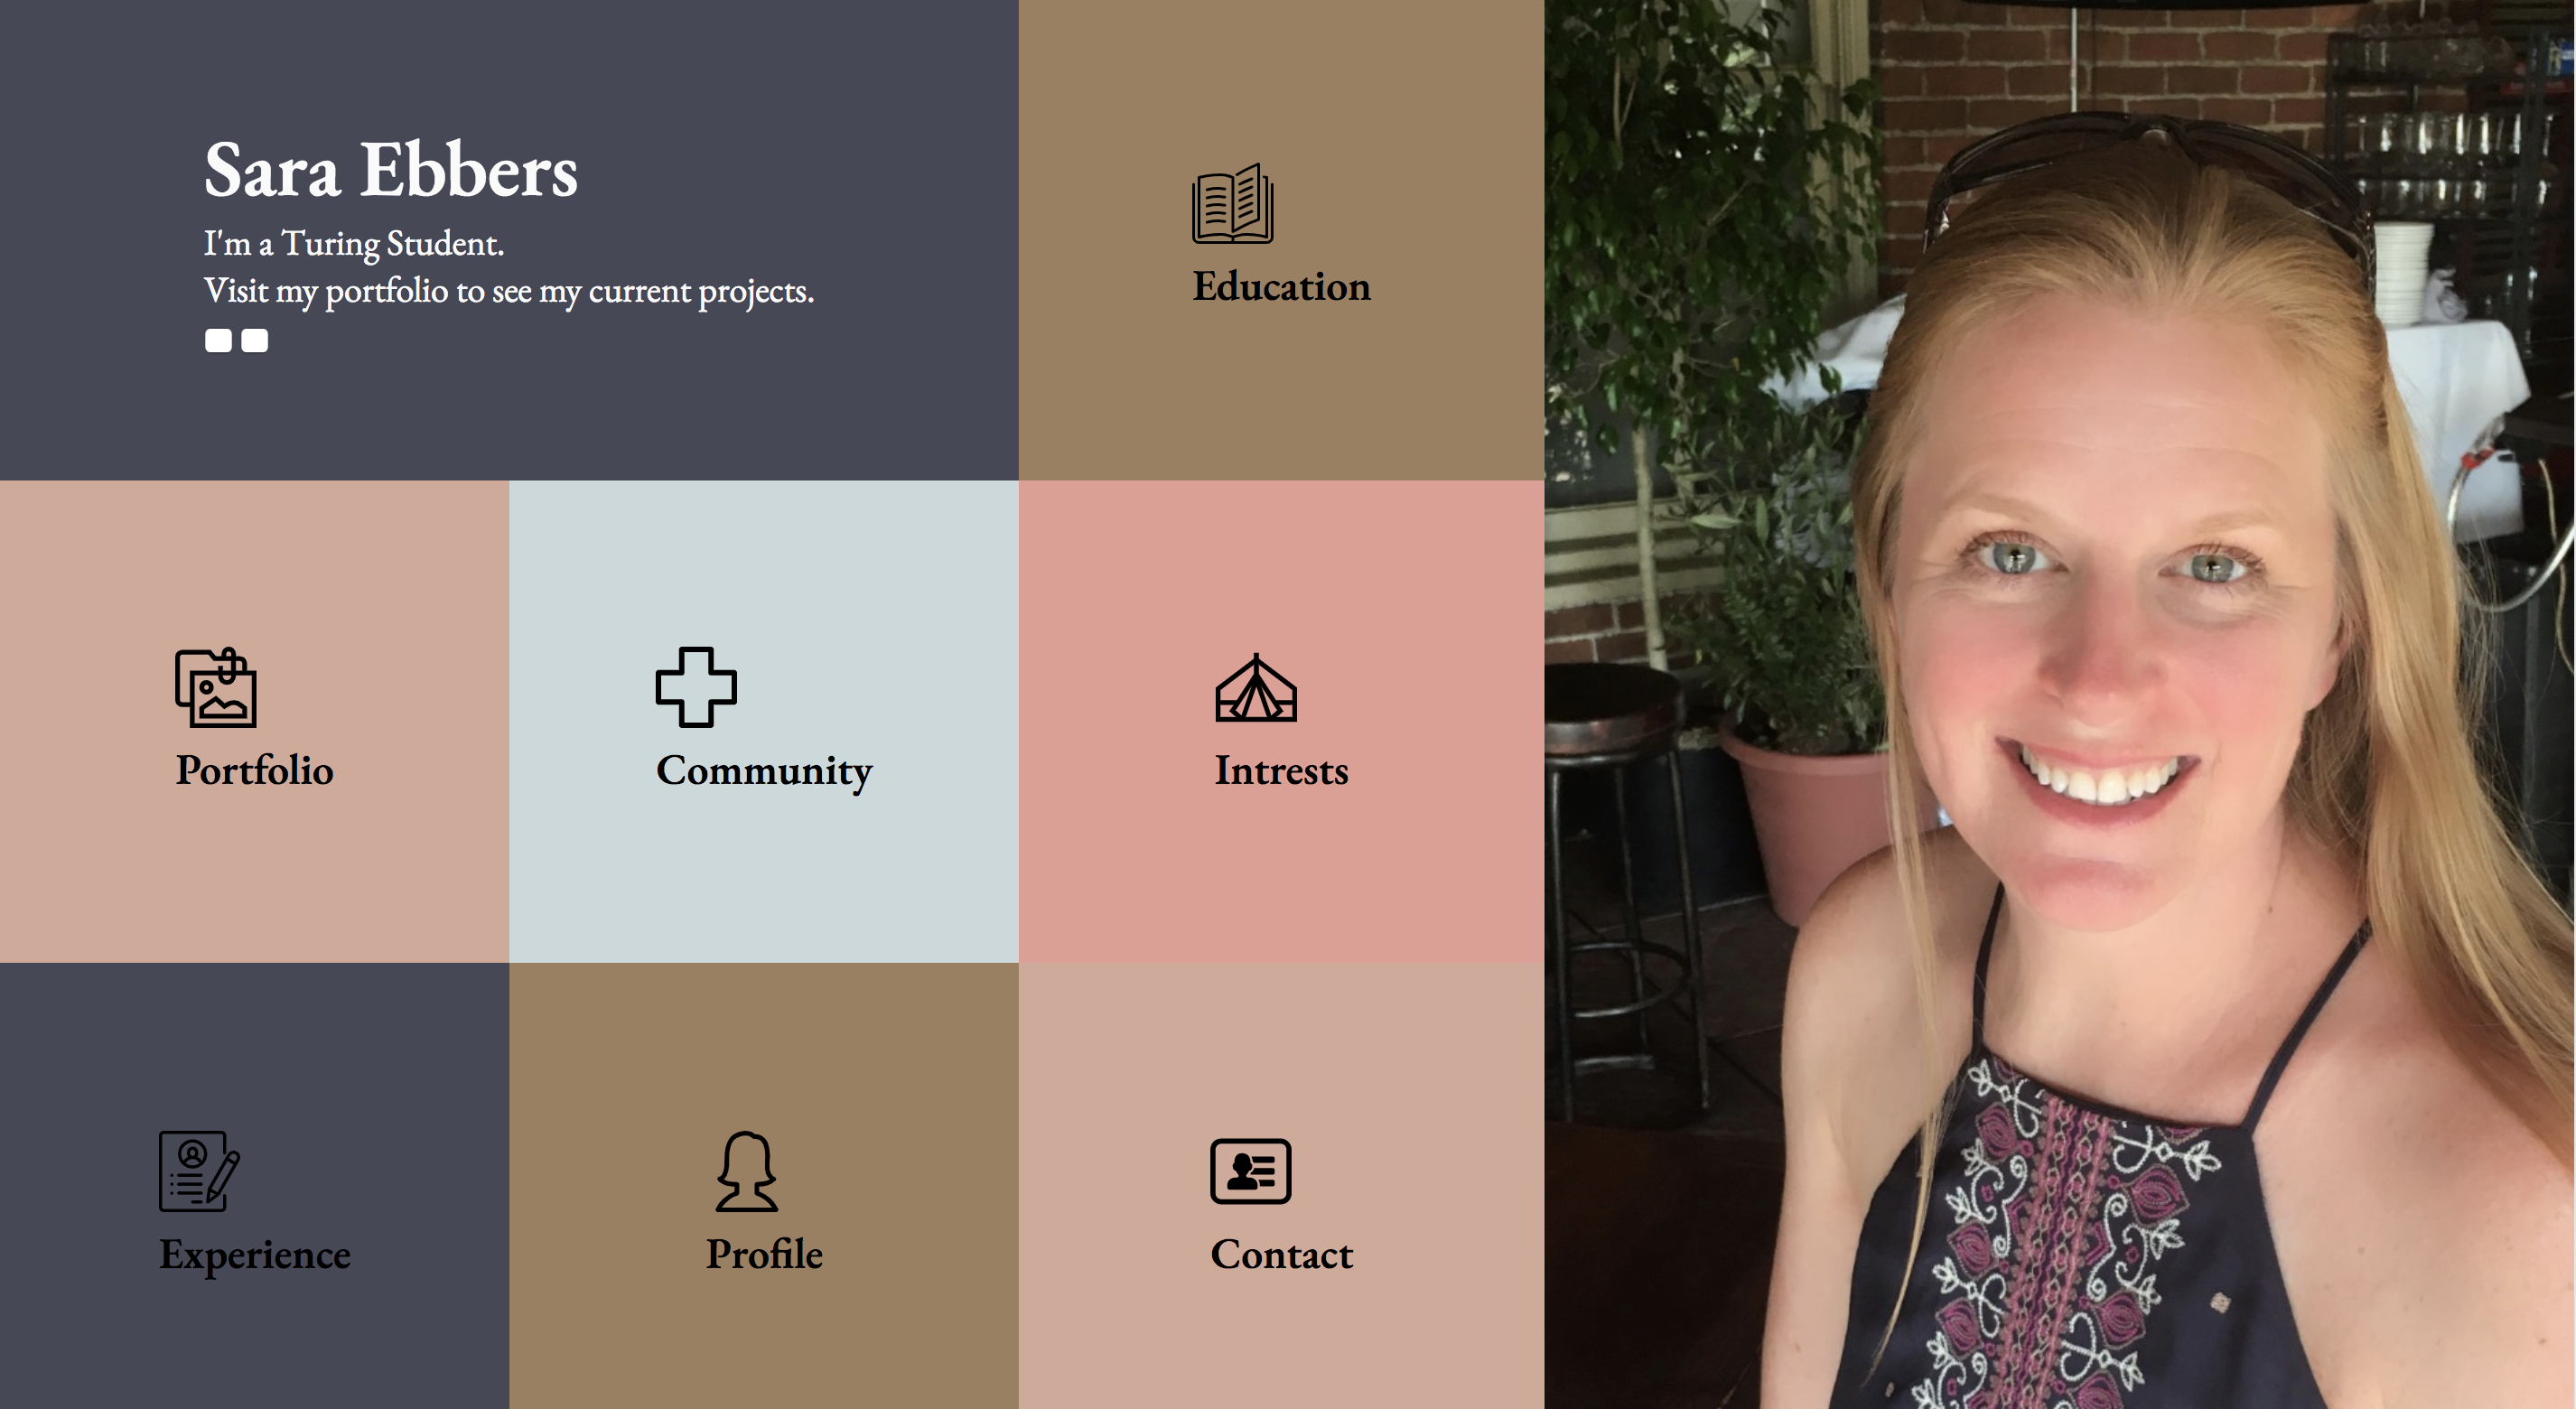 Sara Ebbers
I'm a Turing Student.
Visit my portfolio to see my current projects.
Education
Portfolio
Community
Intrests
Experience
Profile
Contact